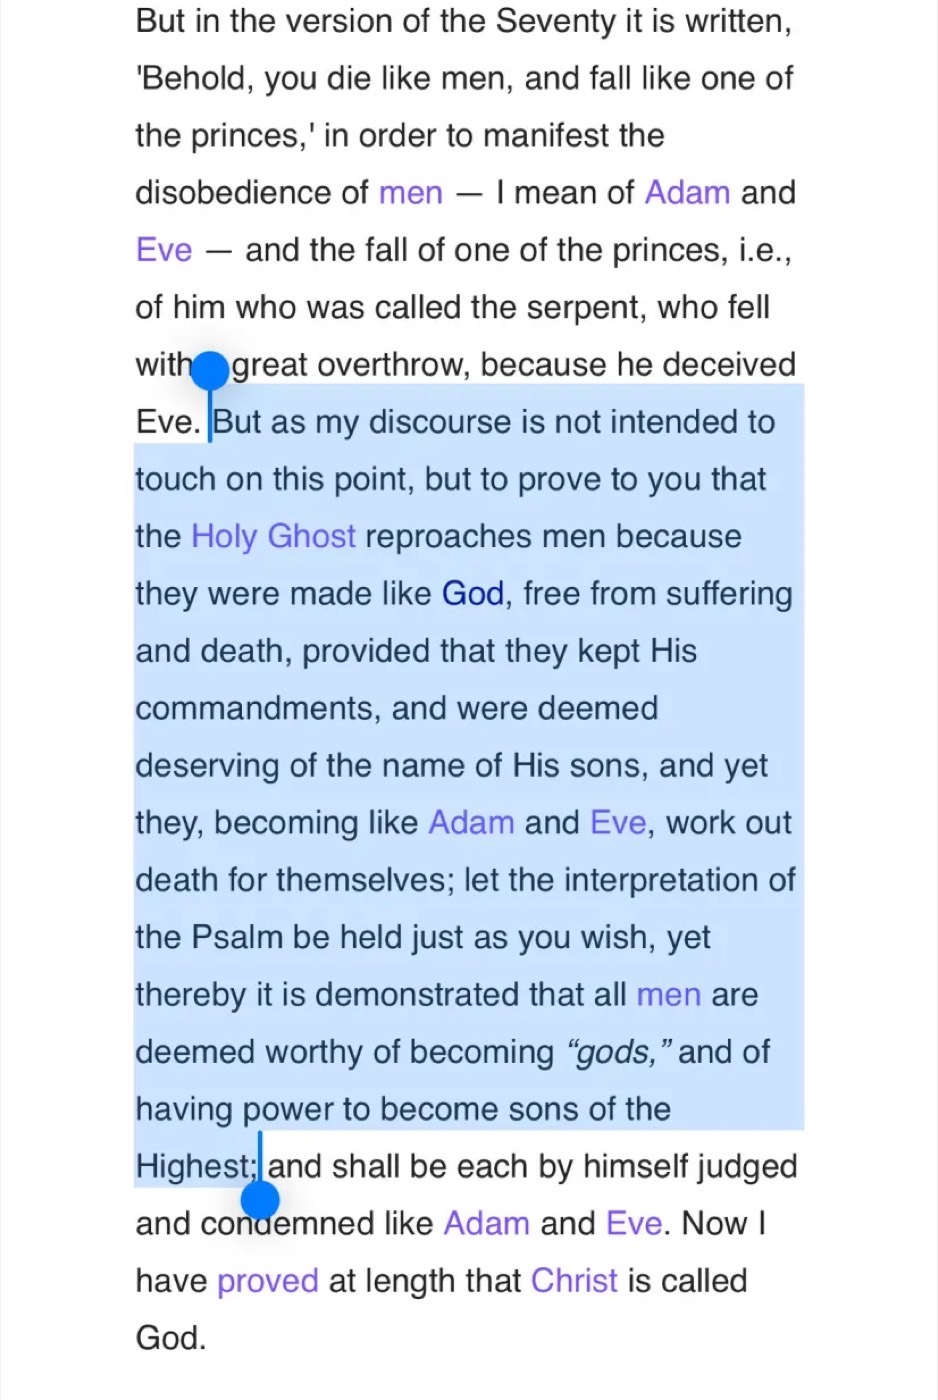 But in the version of the Seventy it is written,
'Behold, you die like men, and fall like one of
the princes,' in order to manifest the
disobedience of men — I mean of Adam and
Eve — and the fall of one of the princes, i.e.,
of him who was called the serpent, who fell
with great overthrow, because he deceived
Eve. But as my discourse is not intended to
touch on this point, but to prove to you that
the Holy Ghost reproaches men because
they were made like God, free from suffering
and death, provided that they kept His
commandments, and were deemed
deserving of the name of His sons, and yet
they, becoming like Adam and Eve, work out
death for themselves; let the interpretation of
the Psalm be held just as you wish, yet
thereby it is demonstrated that all men are
deemed worthy of becoming “gods,” and of
having power to become sons of the
Highest; and shall be each by himself judged
and condemned like Adam and Eve. Now I
have proved at length that Christ is called
God.